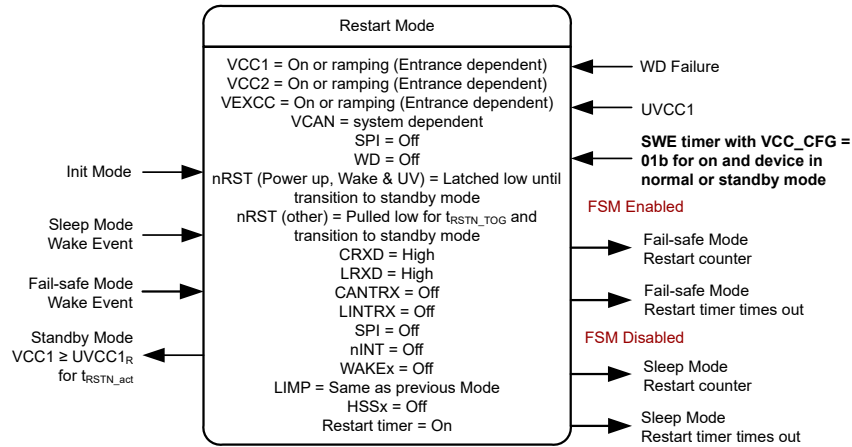 Restart Mode
VCC1 = On or ramping (Entrance dependent)
VCC2 = On or ramping (Entrance dependent)
VEXCC = On or ramping (Entrance dependent)
VCAN = system dependent
SPI = Off
WD = Off
nRST (Power up, Wake & UV) = Latched low until
transition to standby mode
nRST (other) = Pulled low for tRSTN_TOG and
transition to standby mode
CRXD = High
LRXD = High
CANTRX = Off
LINTRX = Off
SPI = Off
nINT = Off
WAKEx = Off
LIMP = Same as previous Mode
HSSx = Off
Restart timer = On
Init Mode
Sleep Mode
Wake Event
Fail-safe Mode
Wake Event
Standby Mode
VCC1 ≥ UVCC1R
for tRSTN_act
WD Failure
UVCC1
SWE timer with VCC_CFG =
01b for on and device in
normal or standby mode
FSM Enabled
Fail-safe Mode
Restart counter
Fail-safe Mode
Restart timer times out
FSM Disabled
Sleep Mode
Restart counter
Sleep Mode
Restart timer times out